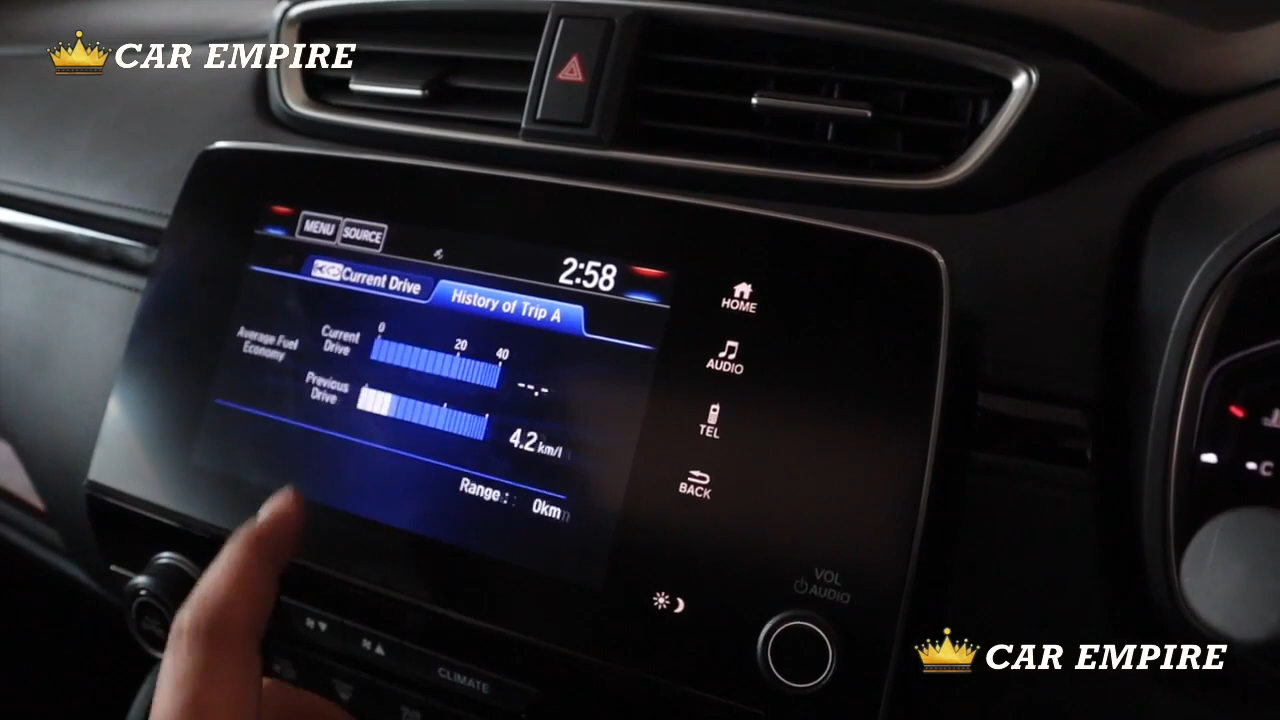 CAR EMPIRE
MENU SOURCE
2:58
Current Drive
History of Trip A
Average Fuel
Economy
Current
Drive
0 20 40
--.-
Previous
Drive
4.2 km/l
Range : 0km
HOME
AUDIO
TEL
BACK
VOL
AUDIO
CLIMATE
C
CAR EMPIRE